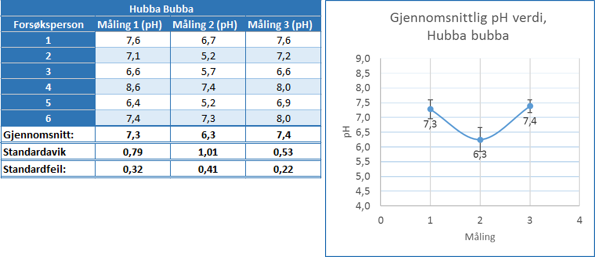 Hubba Bubba
Forsøksperson Måling 1 (pH) Måling 2 (pH) Måling 3 (pH)
1 7,6 6,7 7,6
2 7,1 5,2 7,2
3 6,6 5,7 6,6
4 8,6 7,4 8,0
5 6,4 5,2 6,9
6 7,4 7,3 8,0
Gjennomsnitt: 7,3 6,3 7,4
Standardavik 0,79 1,01 0,53
Standardfeil: 0,32 0,41 0,22
Gjennomsnittlig pH verdi,
Hubba bubba
9,0
8,5
8,0
7,5
7,0
6,5
6,0
5,5
5,0
4,5
4,0
pH
7,3
6,3
7,4
0 1 2 3 4
Måling